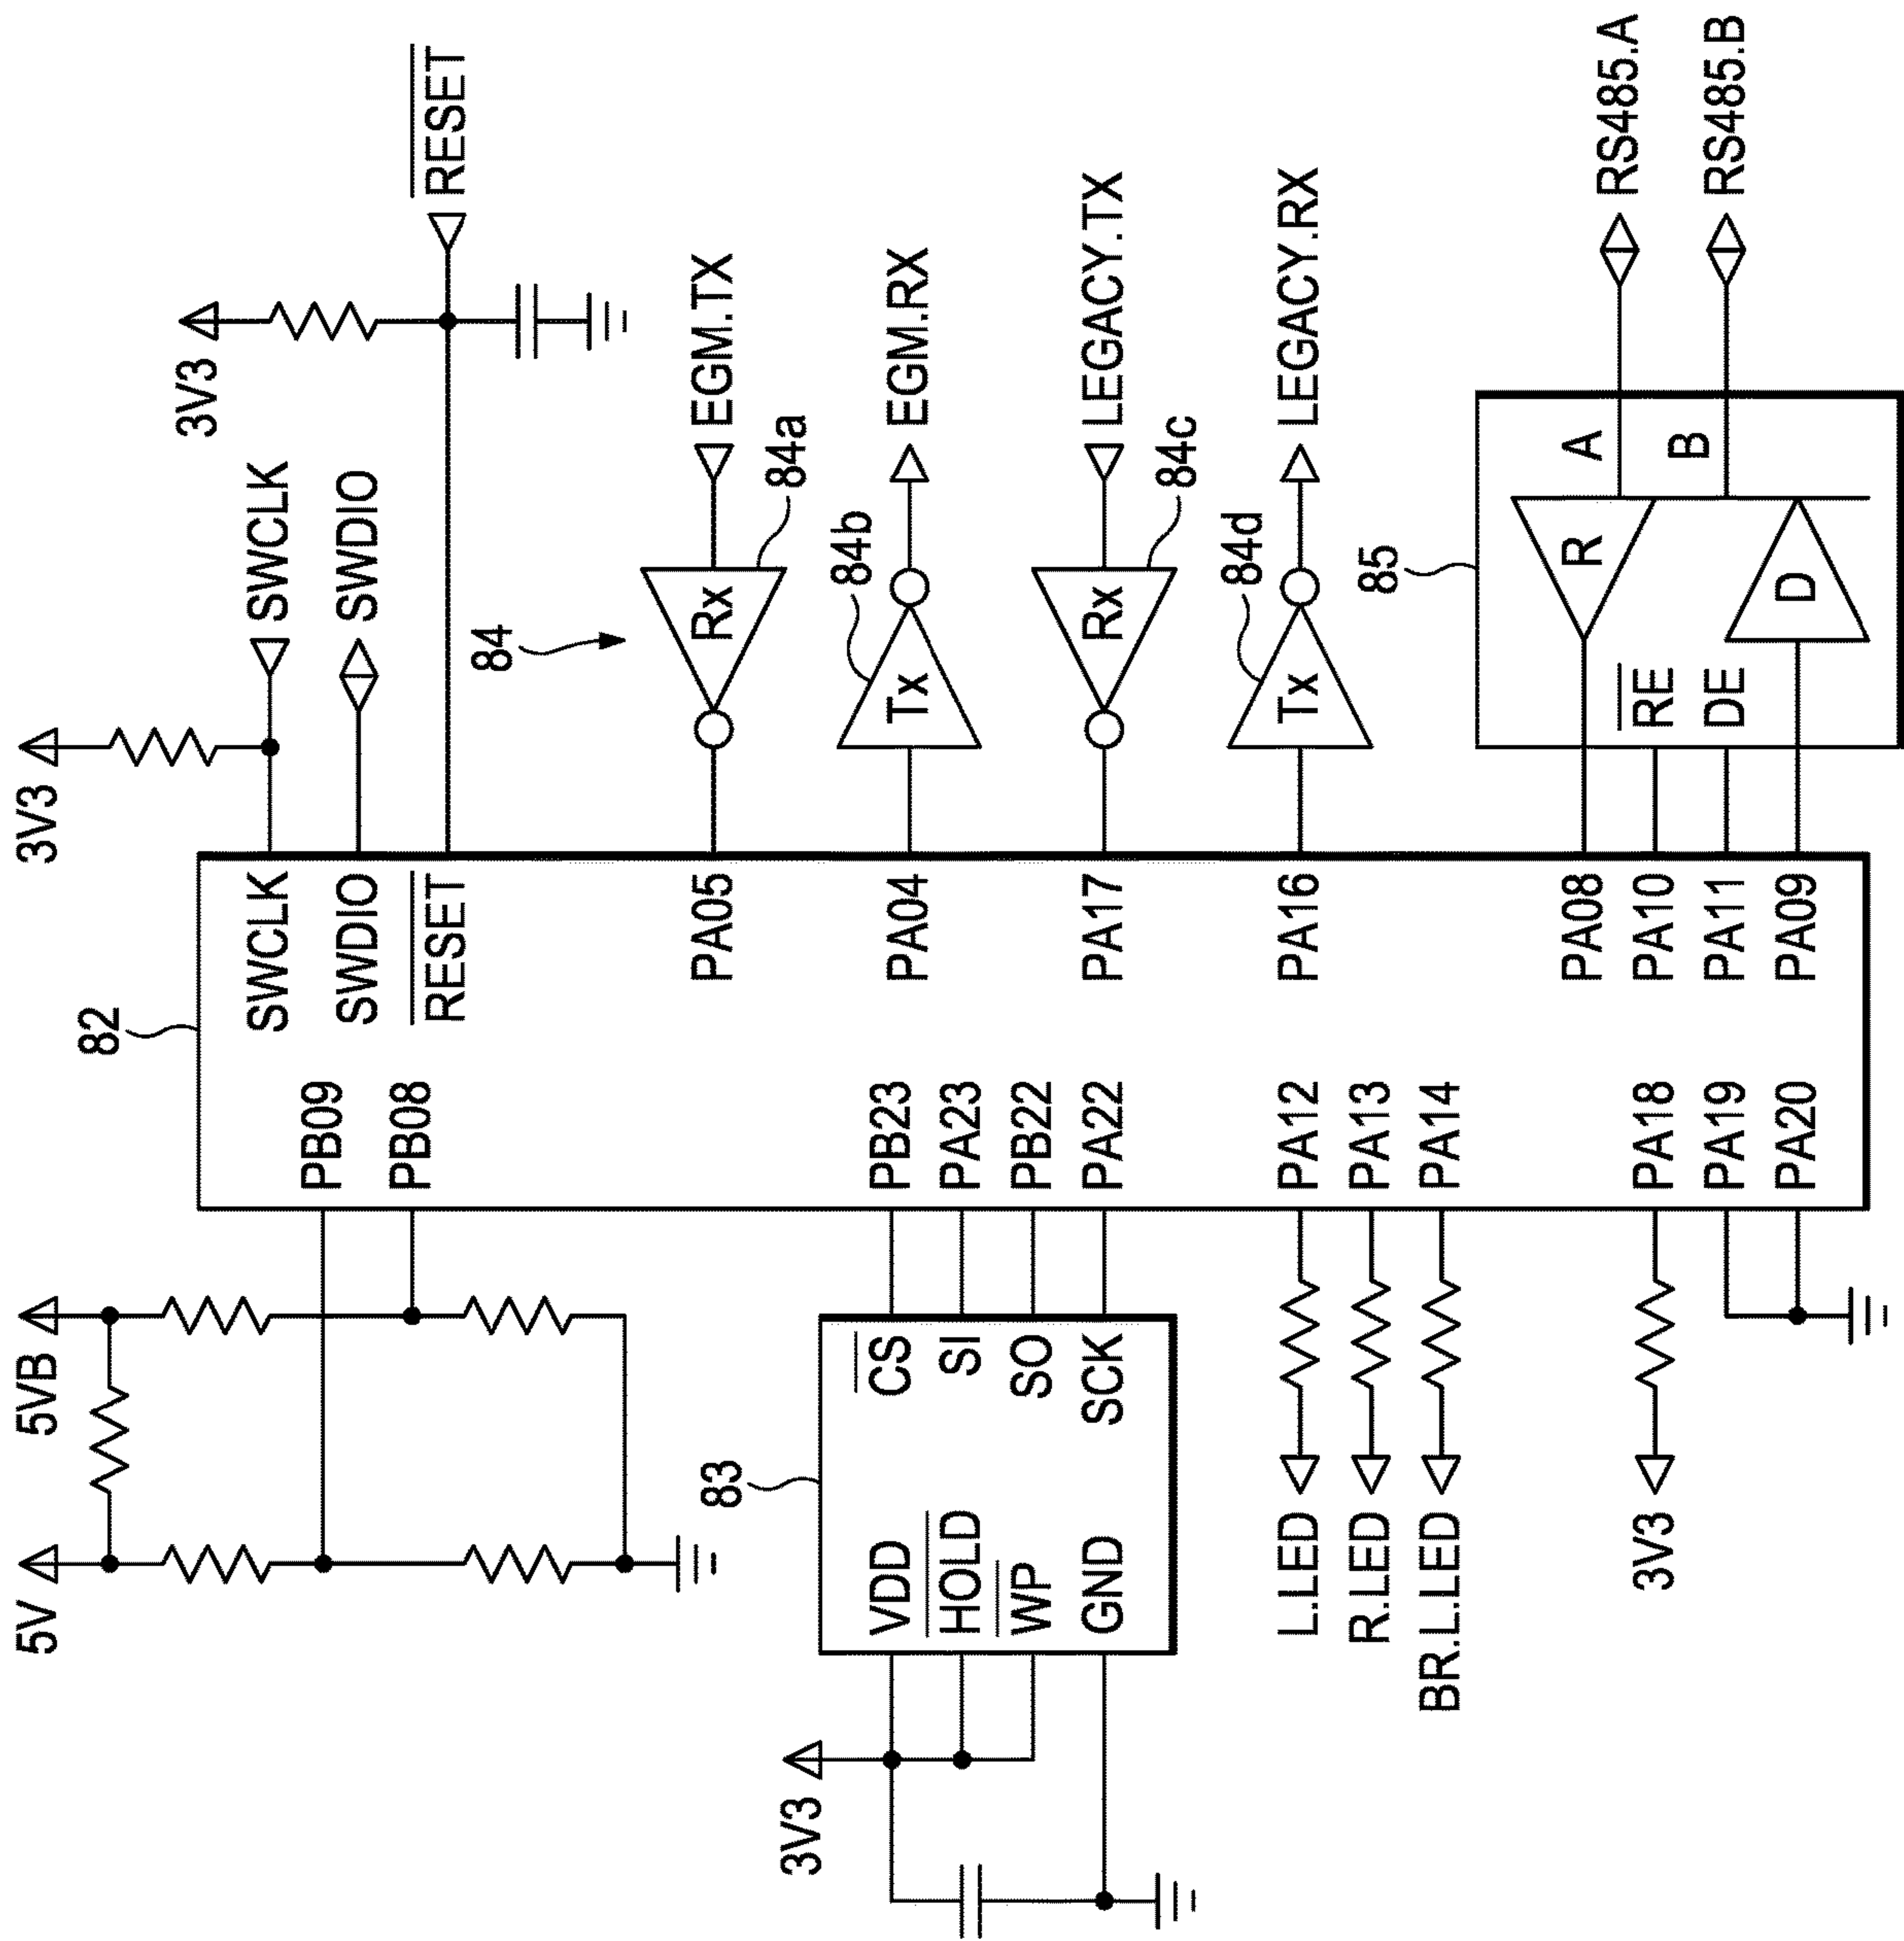 5V
5VB
3V3
82
SWCLK
SWCLK
SWDIO
SWDIO
3V3
RESET
RESET
PB09
PB08
84
PA05
Rx
84a
EGM.TX
PA04
Tx
84b
EGM.RX
PA17
Rx
84c
LEGACY.TX
PA16
Tx
84d
LEGACY.RX
83
3V3
VDD
HOLD
WP
GND
CS
SI
SO
SCK
PB23
PA23
PB22
PA22
L.LED
PA12
R.LED
PA13
BR.L.LED
PA14
3V3
PA18
PA19
PA20
85
PA08
PA10
PA11
PA09
RE
DE
R
D
A
B
RS485.A
RS485.B